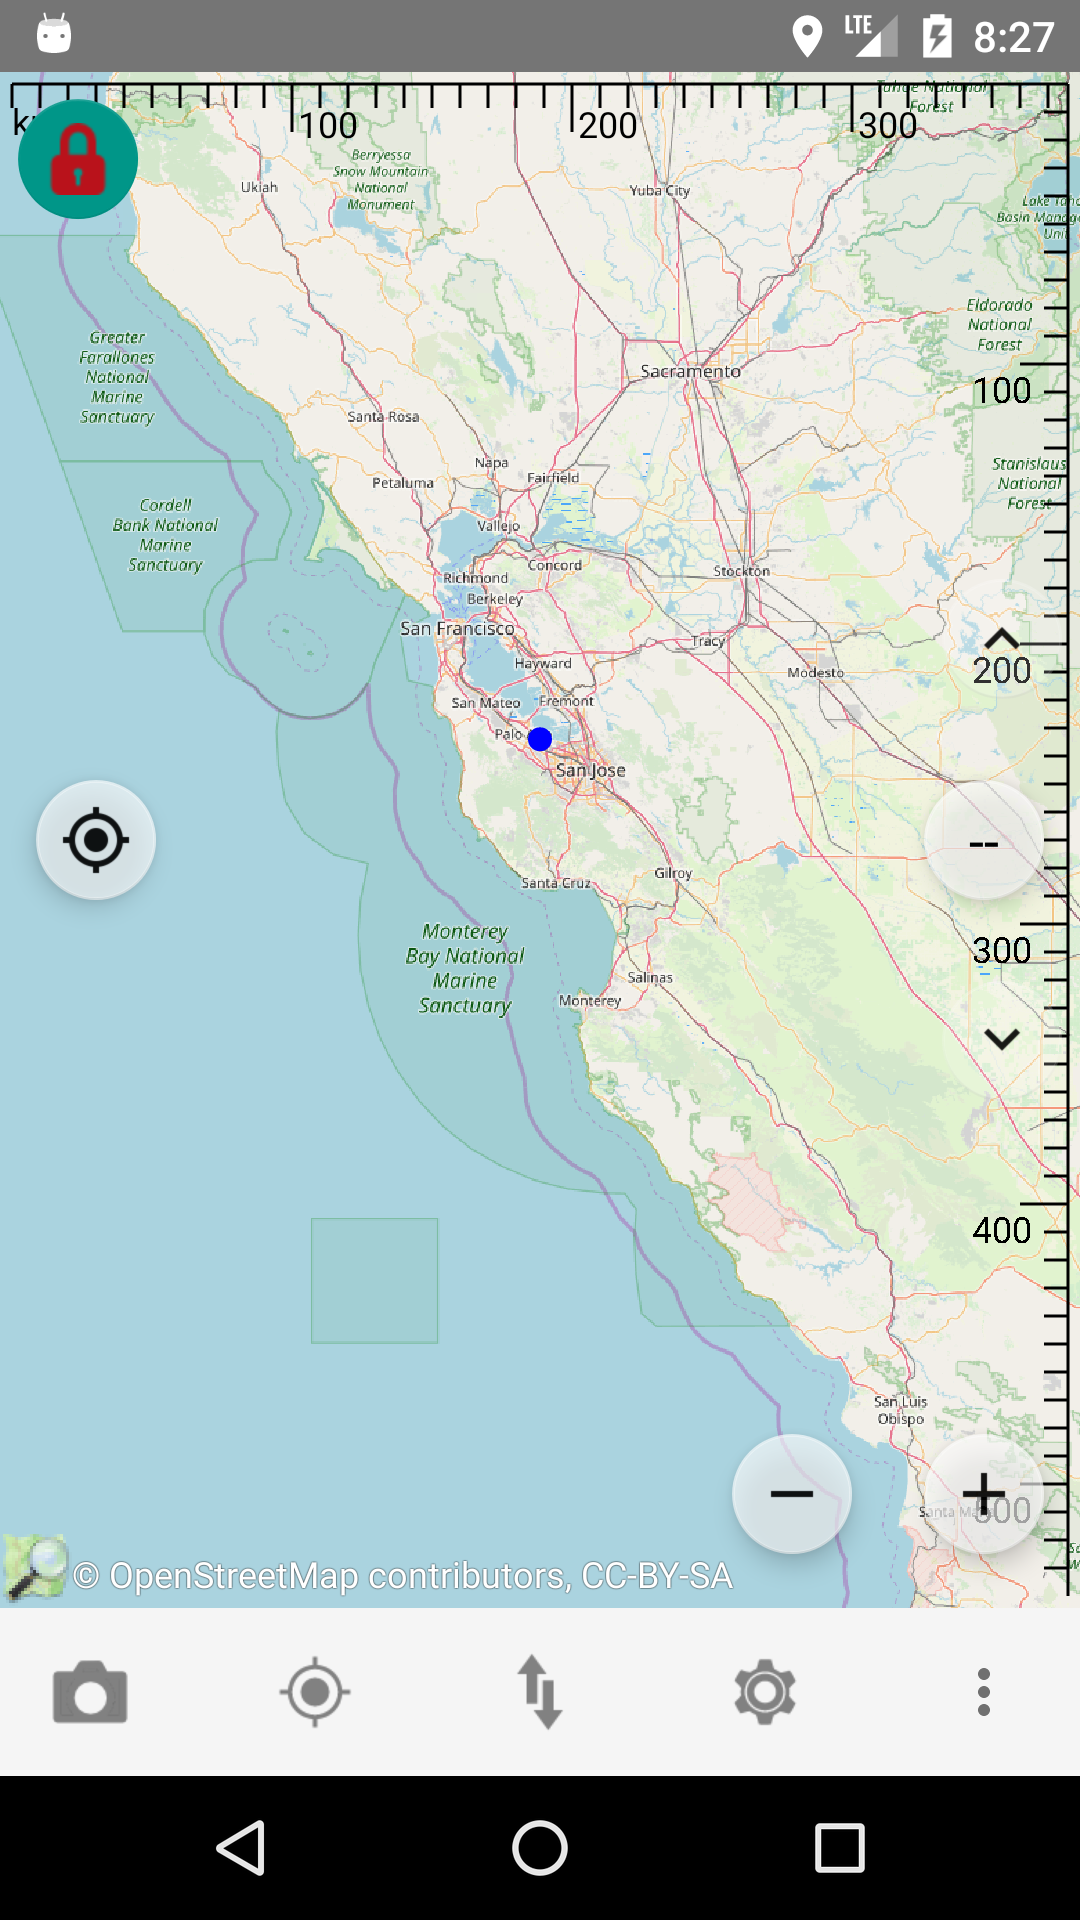 LTE
8:27
100
200
300
Tahoe National
Forest
Berryessa
Snow Mountain
National
Monument
Ukiah
Yuba City
Lake Tahoe
Basin Manage
Unit
Greater
Farallones
National
Marine
Sanctuary
Eldorado
National
Forest
Sacramento
100
Santa Rosa
Napa
Petaluma
Fairfield
Stanislaus
National
Forest
Cordell
Bank National
Marine
Sanctuary
Vallejo
Concord
Richmond
Stockton
Berkeley
San Francisco
Tracy
Hayward
Modesto
200
San Mateo
Fremont
Palo
San Jose
--
Gilroy
Santa Cruz
Monterey
Bay National
Marine
Sanctuary
300
Salinas
Monterey
400
San Luis
Obispo
© OpenStreetMap contributors, CC-BY-SA